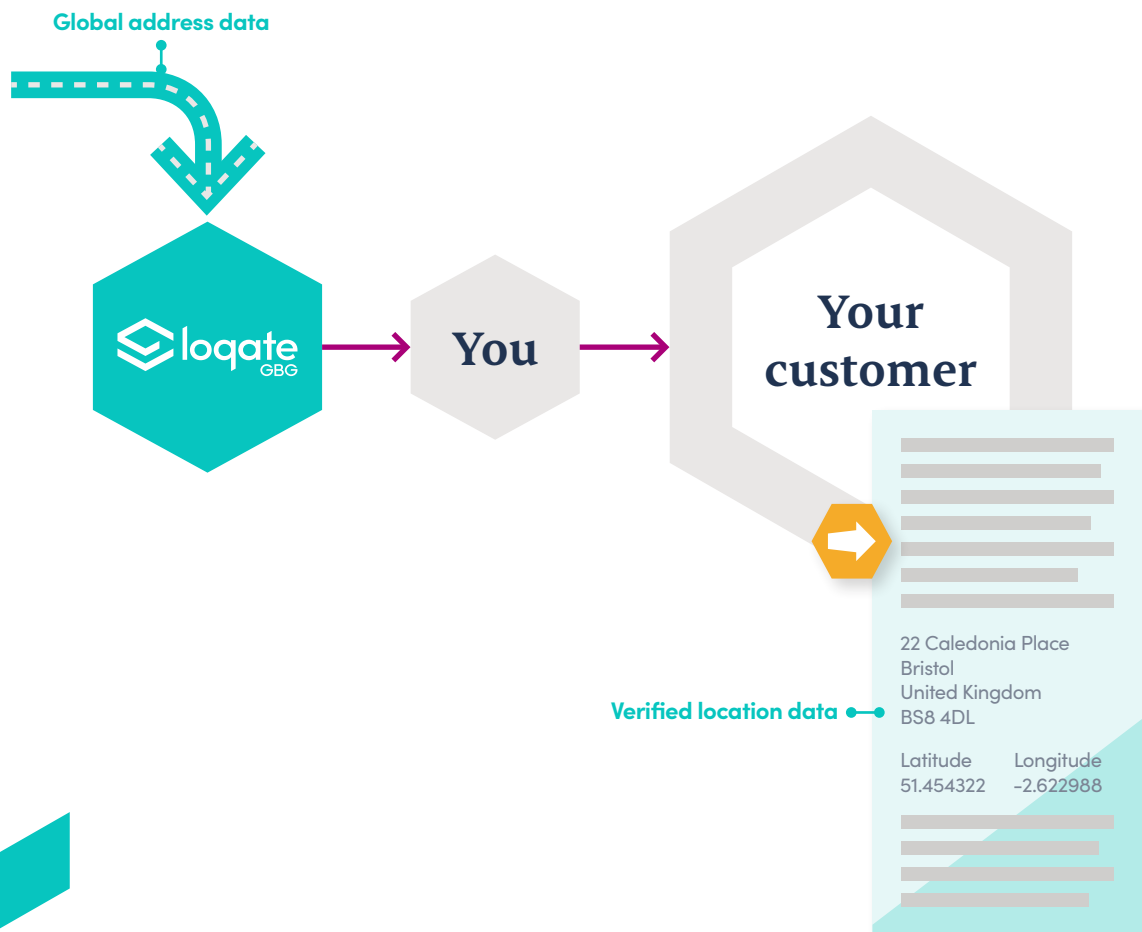 Global address data
loqate
GBG
You
Your
customer
22 Caledonia Place
Bristol
United Kingdom
BS8 4DL
Verified location data
Latitude Longitude
51.454322 -2.622988